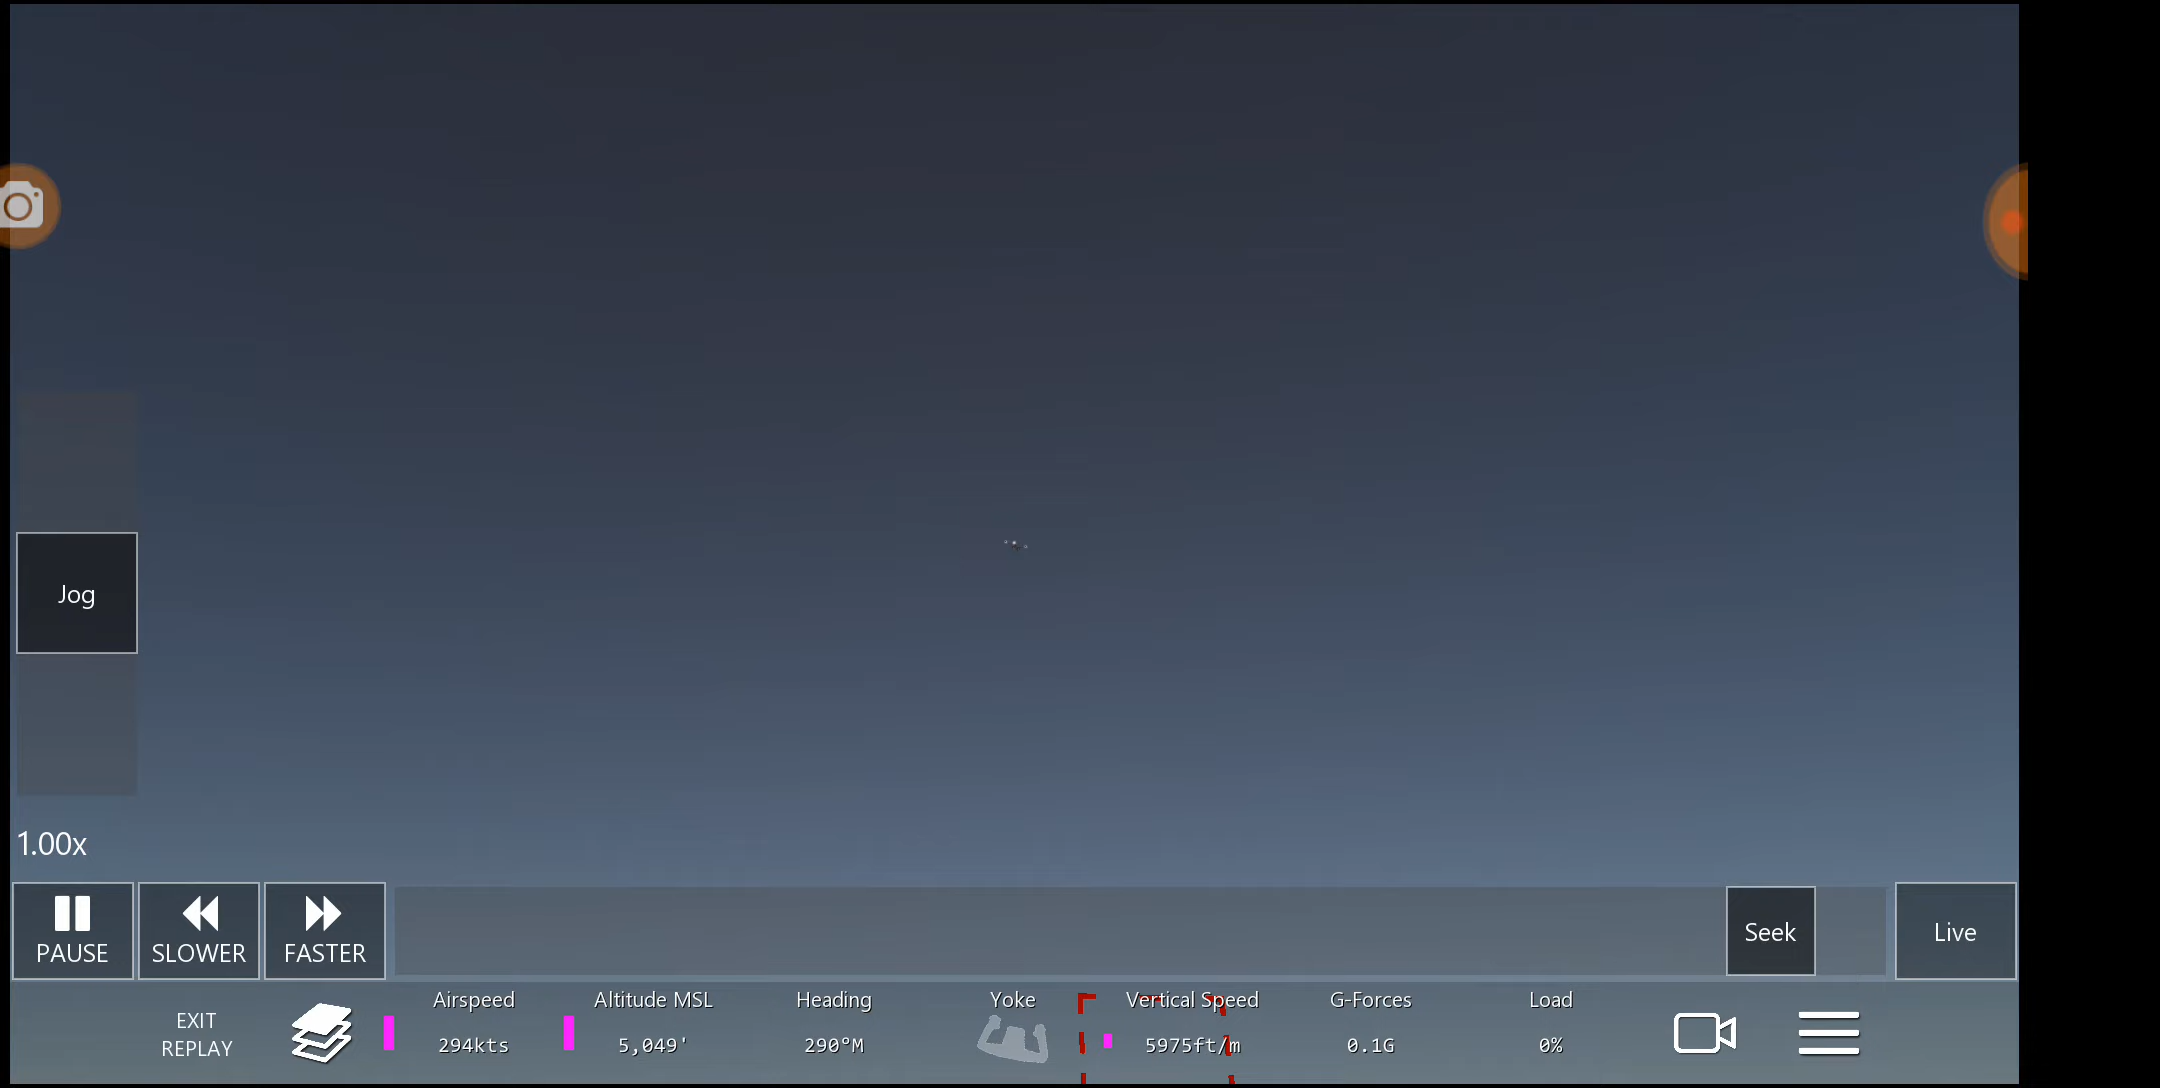 Jog
1.00x
PAUSE
SLOWER
FASTER
Seek
Live
EXIT
REPLAY
Airspeed
294kts
Altitude MSL
5,049'
Heading
290°M
Yoke
Vertical Speed
5975ft/m
G-Forces
0.1G
Load
0%